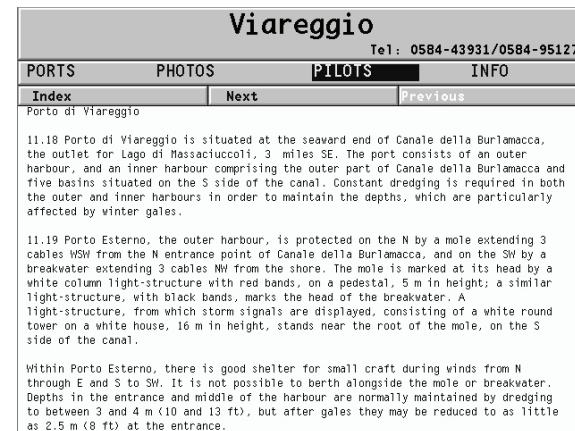 Viareggio
Tel: 0584-43931/0584-95127
PORTS PHOTOS PILOTS INFO
Index Next Previous
Porto di Viareggio
11.18 Porto di Viareggio is situated at the seaward end of Canale della Burlamacca,
the outlet for Lago di Massaciuccoli, 3 miles SE. The port consists of an outer
harbour, and an inner harbour comprising the outer part of Canale della Burlamacca and
five basins situated on the S side of the canal. Constant dredging is required in both
the outer and inner harbours in order to maintain the depths, which are particularly
affected by winter gales.
11.19 Porto Esterno, the outer harbour, is protected on the N by a mole extending 3
cables WSW from the N entrance point of Canale della Burlamacca, and on the SW by a
breakwater extending 3 cables NW from the shore. The mole is marked at its head by a
white column light-structure with red bands, on a pedestal, 5 m in height; a similar
light-structure, with black bands, marks the head of the breakwater. A
light-structure, from which storm signals are displayed, consisting of a white round
tower on a white house, 16 m in height, stands near the root of the mole, on the S
side of the canal.
Within Porto Esterno, there is good shelter for small craft during winds from N
through E and S to SW. It is not possible to berth alongside the mole or breakwater.
Depths in the entrance and middle of the harbour are normally maintained by dredging
to between 3 and 4 m (10 and 13 ft), but after gales they may be reduced to as little
as 2.5 m (8 ft) at the entrance.